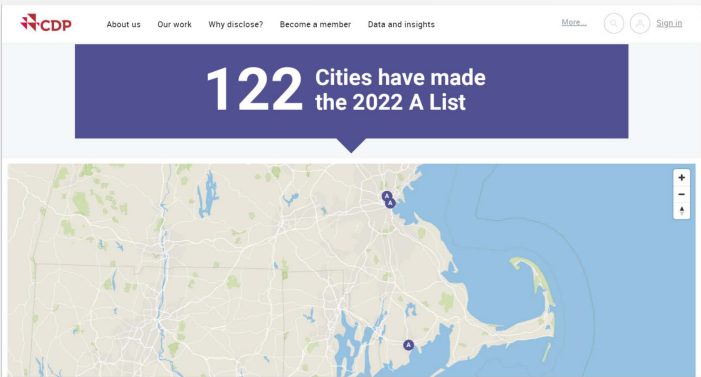 CDP
About us Our work Why disclose? Become a member Data and insights More... Sign in
122 Cities have made
the 2022 A List
A
A
A